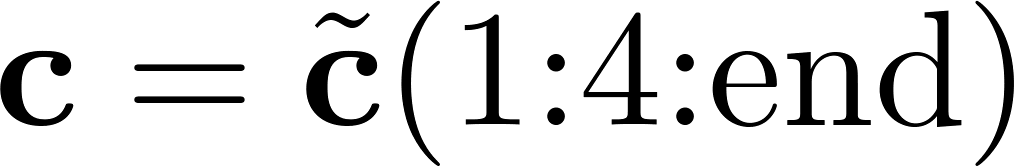 c = c̃(1:4:end)